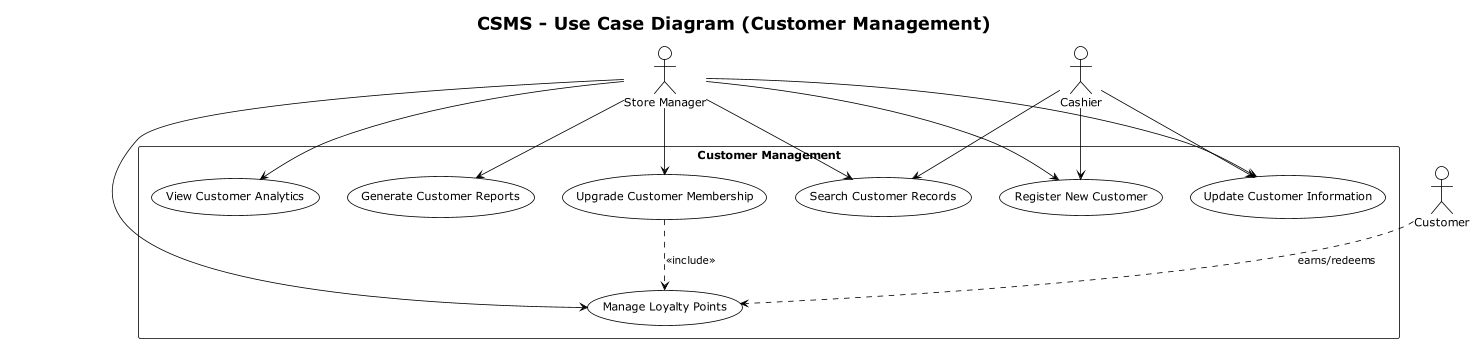 CSMS - Use Case Diagram (Customer Management)
Store Manager
Cashier
Customer Management
View Customer Analytics
Generate Customer Reports
Upgrade Customer Membership
Search Customer Records
Register New Customer
Update Customer Information
Customer
«include»
earns/redeems
Manage Loyalty Points